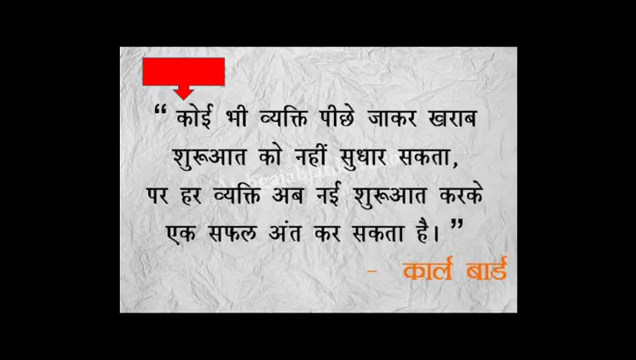 “ कोई भी व्यक्ति पीछे जाकर खराब
शुरूआत को नहीं सुधार सकता,
पर हर व्यक्ति अब नई शुरूआत करके
एक सफल अंत कर सकता है। ”
- कार्ल बार्ड